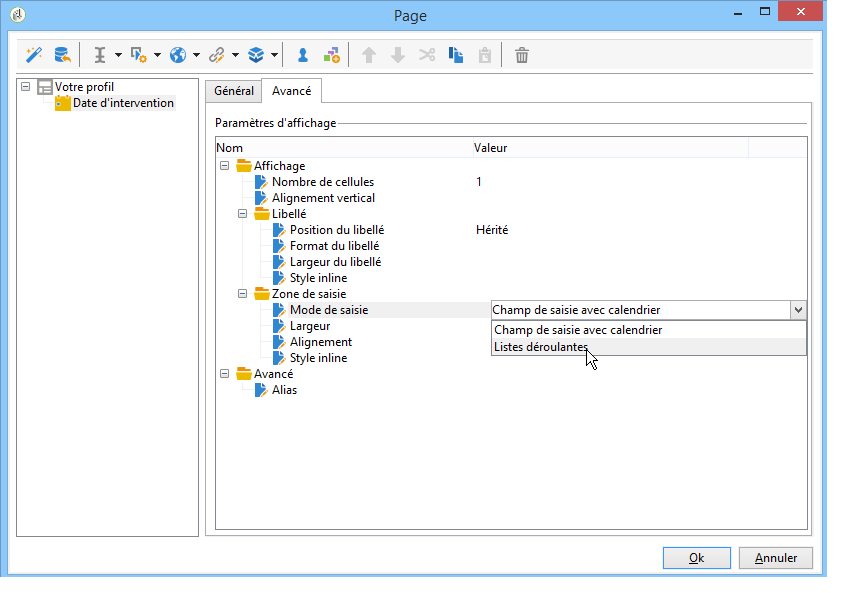 Page
Votre profil
Date d'intervention
Général
Avancé
Paramètres d'affichage
Nom Valeur
Affichage
Nombre de cellules 1
Alignement vertical
Libellé
Position du libellé Hérité
Format du libellé
Largeur du libellé
Style inline
Zone de saisie
Mode de saisie Champ de saisie avec calendrier
Largeur Champ de saisie avec calendrier
Alignement Listes déroulantes
Style inline
Avancé
Alias
Ok Annuler